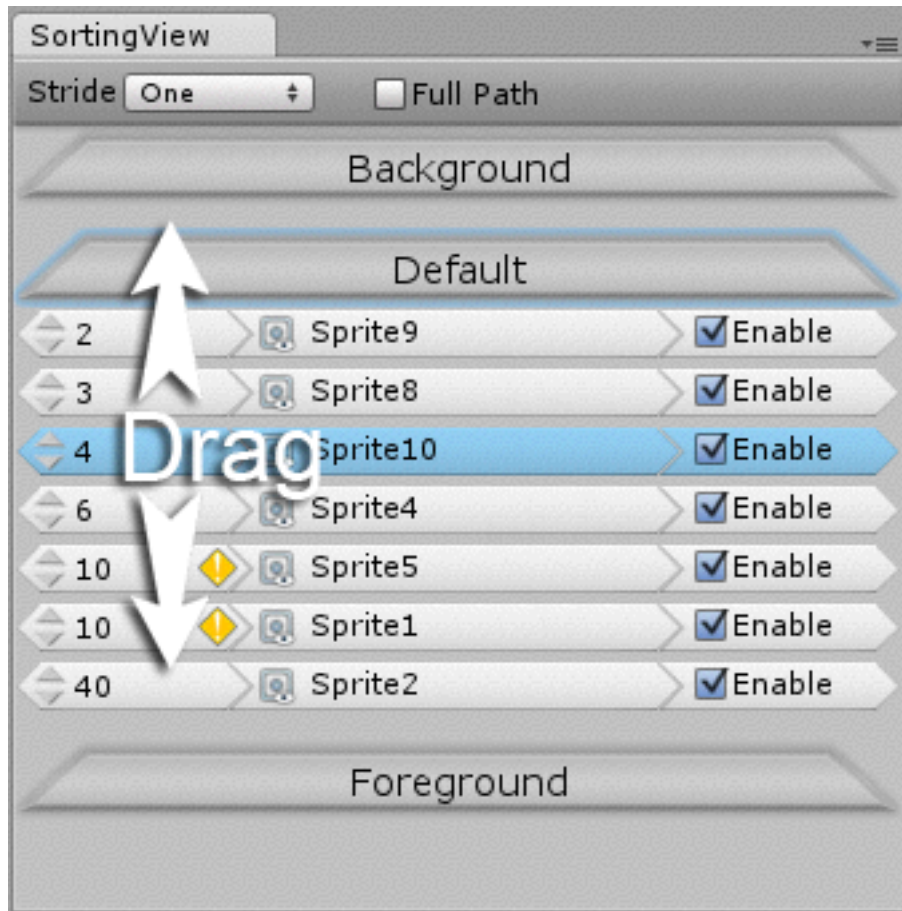 SortingView
Stride One Full Path
Background
Default
2 Sprite9 Enable
3 Sprite8 Enable
4 Sprite10 Enable
Drag
6 Sprite4 Enable
10 Sprite5 Enable
10 Sprite1 Enable
40 Sprite2 Enable
Foreground